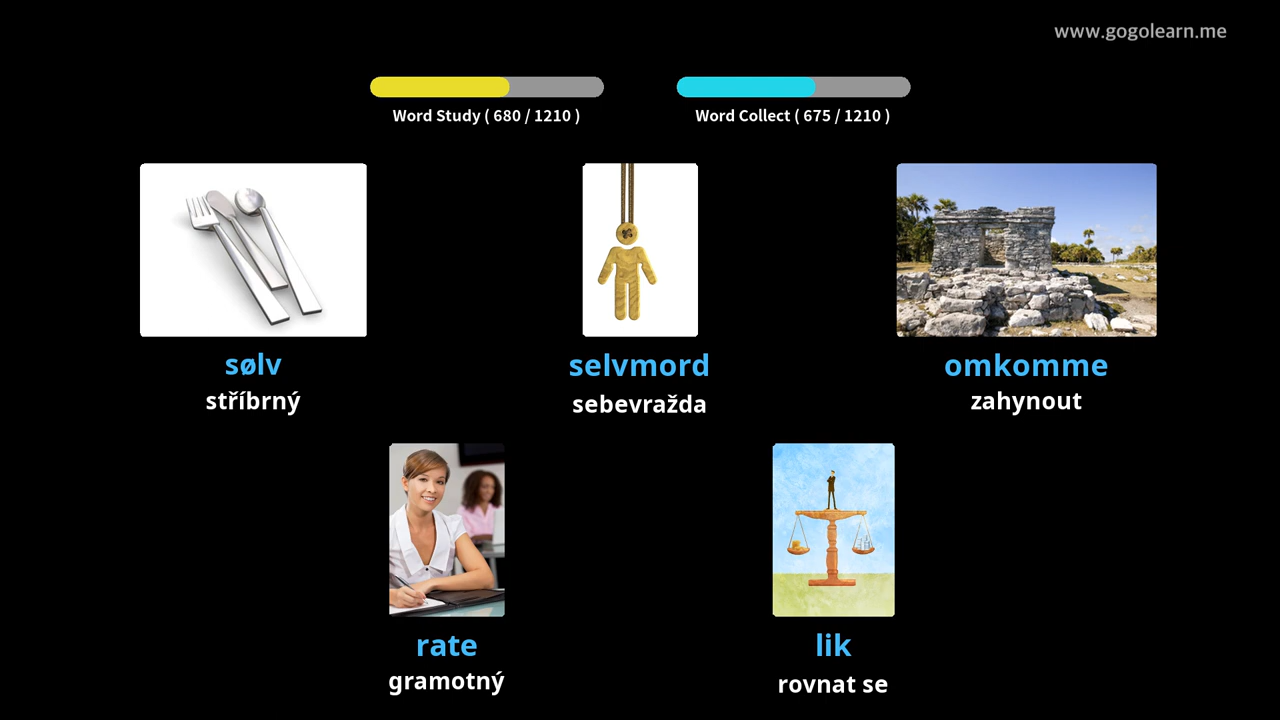 www.gogolearn.me
Word Study ( 680 / 1210 )
Word Collect ( 675 / 1210 )
sølv
stříbrný
selvmord
sebevražda
omkomme
zahynout
rate
gramotný
lik
rovnat se